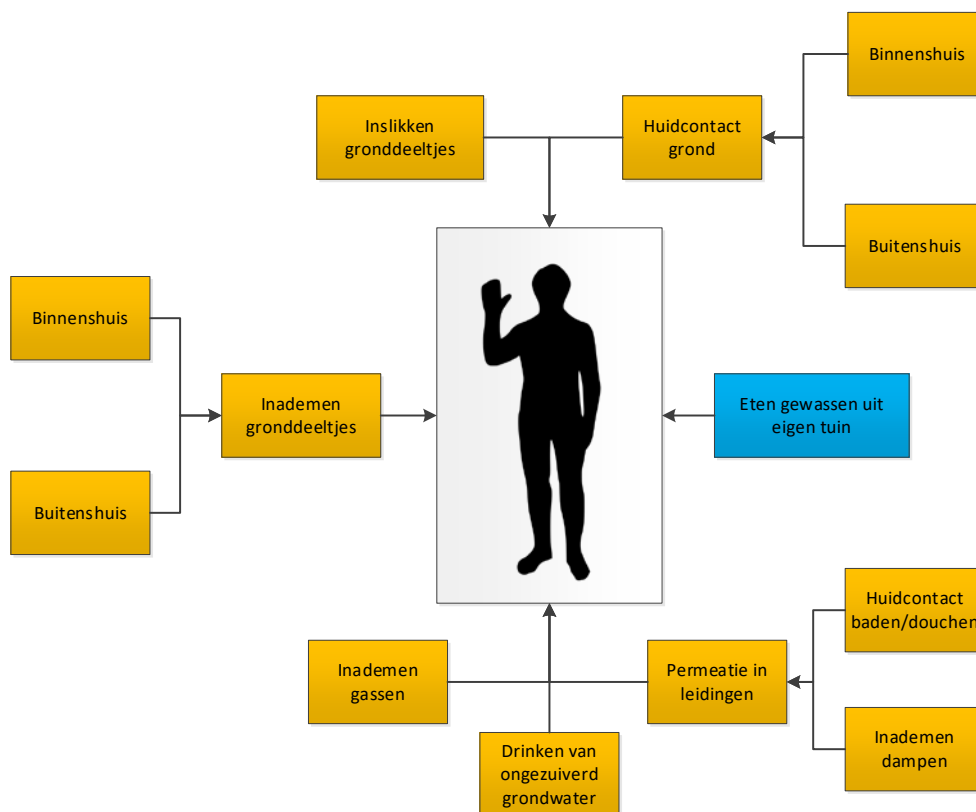 Binnenshuis
Inslikken
gronddeeltjes
Huidcontact
grond
Buitenshuis
Binnenshuis
Inademen
gronddeeltjes
Eten gewassen uit
eigen tuin
Buitenshuis
Huidcontact
baden/douchen
Inademen
gassen
Permeatie in
leidingen
Drinken van
ongezuiverd
grondwater
Inademen
dampen